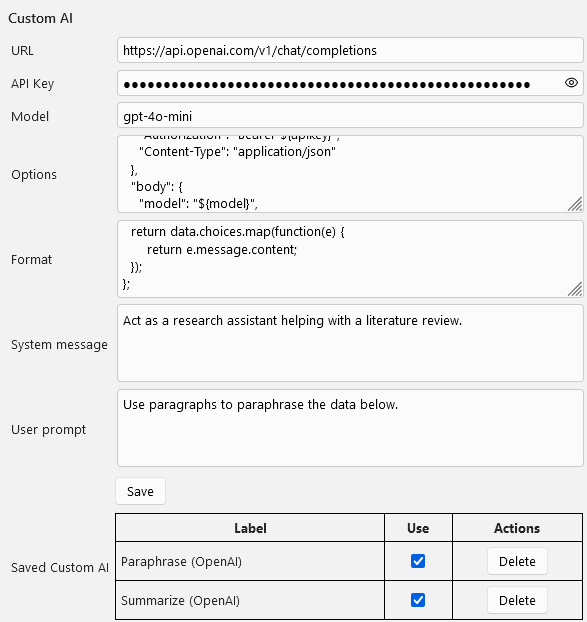 Custom AI
URL
https://api.openai.com/v1/chat/completions
API Key
Model
gpt-4o-mini
Options
"Authorization": "Bearer ${apikey}",
"Content-Type": "application/json"
},
"body": {
"model": "${model}",
Format
return data.choices.map(function(e) {
return e.message.content;
});
};
System message
Act as a research assistant helping with a literature review.
User prompt
Use paragraphs to paraphrase the data below.
Save
Saved Custom AI
Label Use Actions
Paraphrase (OpenAI) Delete
Summarize (OpenAI) Delete